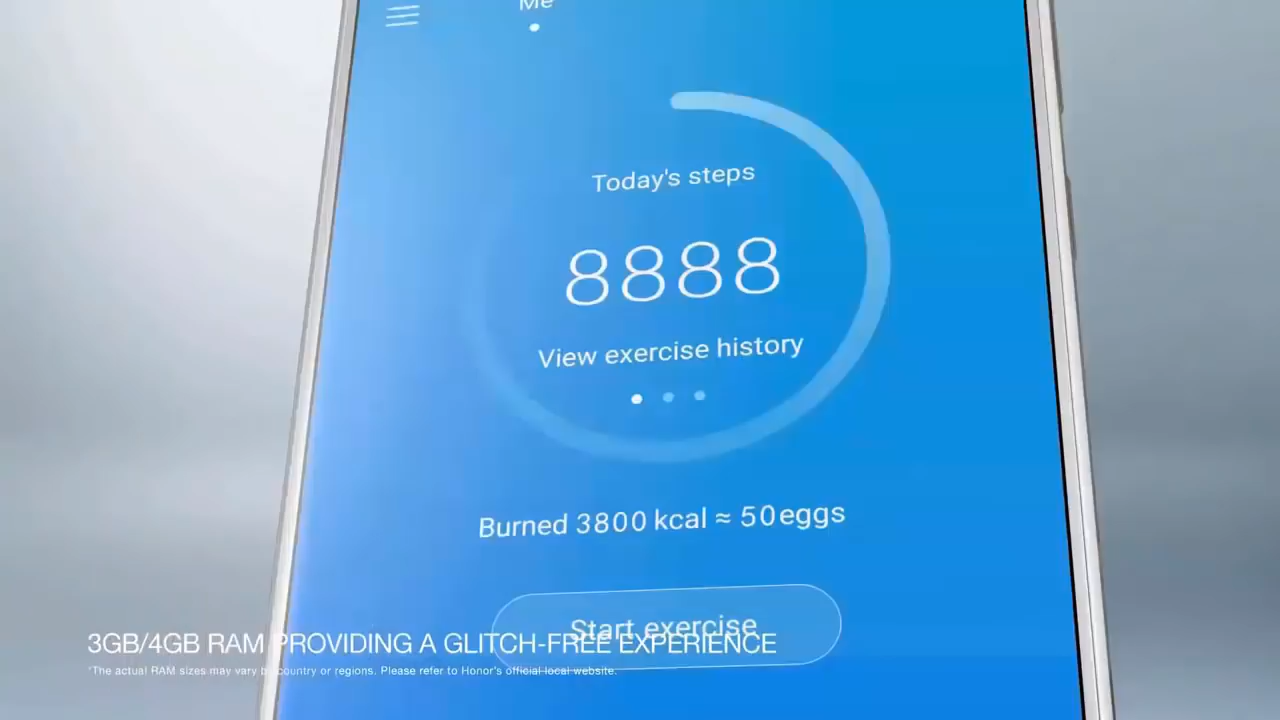 Me
Today's steps
8888
View exercise history
Burned 3800 kcal ≈ 50eggs
Start exercise
3GB/4GB RAM PROVIDING A GLITCH-FREE EXPERIENCE
*The actual RAM sizes may vary by country or regions. Please refer to Honor's official local website.